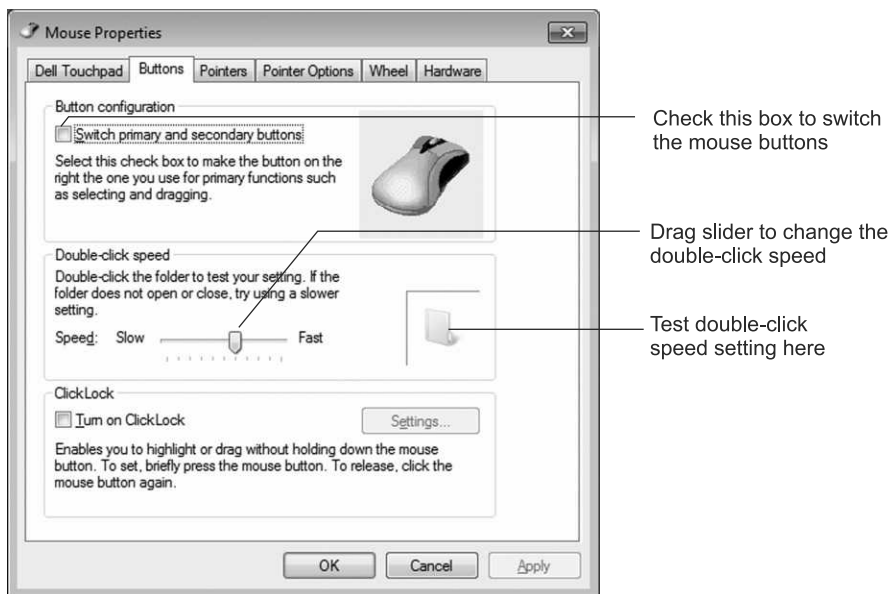 Mouse Properties
Dell Touchpad Buttons Pointers Pointer Options Wheel Hardware
Button configuration
Switch primary and secondary buttons
Select this check box to make the button on the
right the one you use for primary functions such
as selecting and dragging.
Check this box to switch
the mouse buttons
Double-click speed
Double-click the folder to test your setting. If the
folder does not open or close, try using a slower
setting.
Speed: Slow Fast
Drag slider to change the
double-click speed
Test double-click
speed setting here
ClickLock
Turn on ClickLock
Settings...
Enables you to highlight or drag without holding down the mouse
button. To set, briefly press the mouse button. To release, click the
mouse button again.
OK Cancel Apply